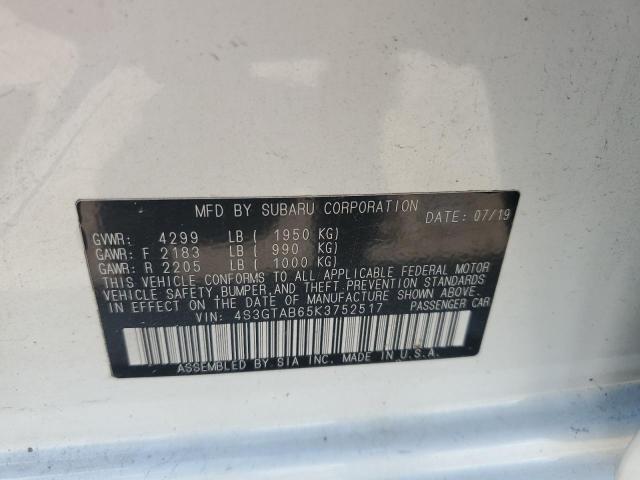 MFD BY SUBARU CORPORATION DATE: 07/19
GVWR: 4299 LB ( 1950 KG)
GAWR: F 2183 LB ( 990 KG)
GAWR: R 2205 LB ( 1000 KG)
THIS VEHICLE CONFORMS TO ALL APPLICABLE FEDERAL MOTOR
VEHICLE SAFETY, BUMPER, AND THEFT PREVENTION STANDARDS
IN EFFECT ON THE DATE OF MANUFACTURE SHOWN ABOVE.
VIN: 4S3GTAB65K3752517 PASSENGER CAR
ASSEMBLED BY SIA INC. MADE IN U.S.A.